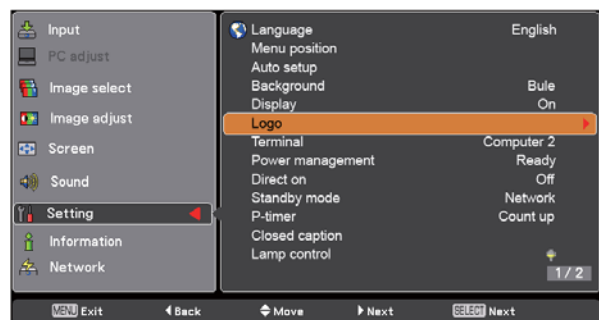 Input
PC adjust
Image select
Image adjust
Screen
Sound
Setting
Information
Network
Language English
Menu position
Auto setup
Background Bule
Display On
Logo
Terminal Computer 2
Power management Ready
Direct on Off
Standby mode Network
P-timer Count up
Closed caption
Lamp control
1 / 2
MENU Exit Back Move Next SELECT Next